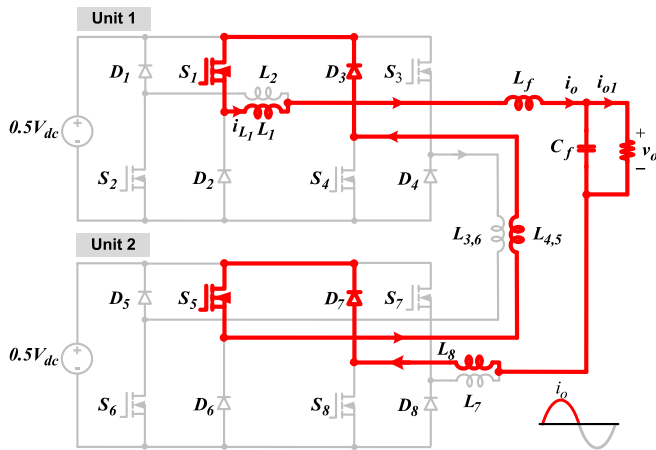 Unit 1
D1 S1 L2 D3 S3 Lf io io1
0.5Vdc iL1 L1 Cf + vo −
S2 D2 S4 D4
L3,6 L4,5
Unit 2
D5 S5 D7 S7
0.5Vdc L8
S6 D6 S8 D8 L7 io